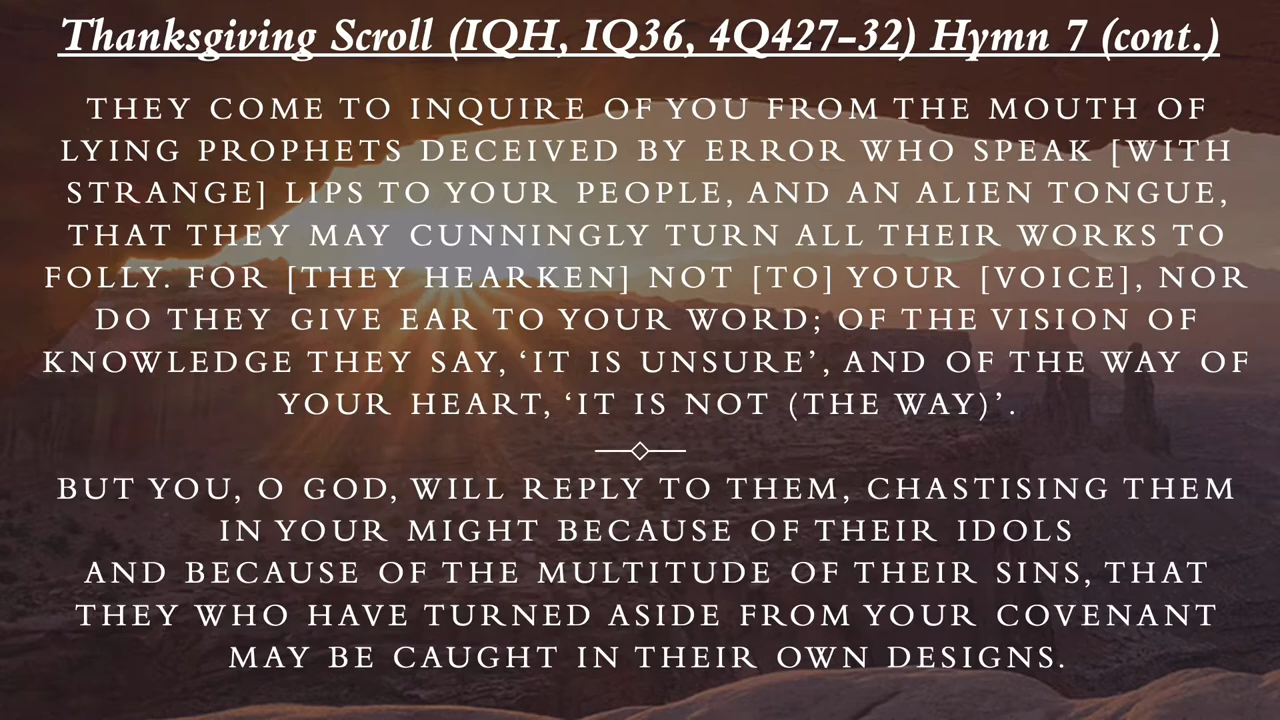 Thanksgiving Scroll (IQH, IQ36, 4Q427-32) Hymn 7 (cont.)
THEY COME TO INQUIRE OF YOU FROM THE MOUTH OF
LYING PROPHETS DECEIVED BY ERROR WHO SPEAK [WITH
STRANGE] LIPS TO YOUR PEOPLE, AND AN ALIEN TONGUE,
THAT THEY MAY CUNNINGLY TURN ALL THEIR WORKS TO
FOLLY. FOR [THEY HEARKEN] NOT [TO] YOUR [VOICE], NOR
DO THEY GIVE EAR TO YOUR WORD; OF THE VISION OF
KNOWLEDGE THEY SAY, ‘IT IS UNSURE’, AND OF THE WAY OF
YOUR HEART, ‘IT IS NOT (THE WAY)’.
BUT YOU, O GOD, WILL REPLY TO THEM, CHASTISING THEM
IN YOUR MIGHT BECAUSE OF THEIR IDOLS
AND BECAUSE OF THE MULTITUDE OF THEIR SINS, THAT
THEY WHO HAVE TURNED ASIDE FROM YOUR COVENANT
MAY BE CAUGHT IN THEIR OWN DESIGNS.